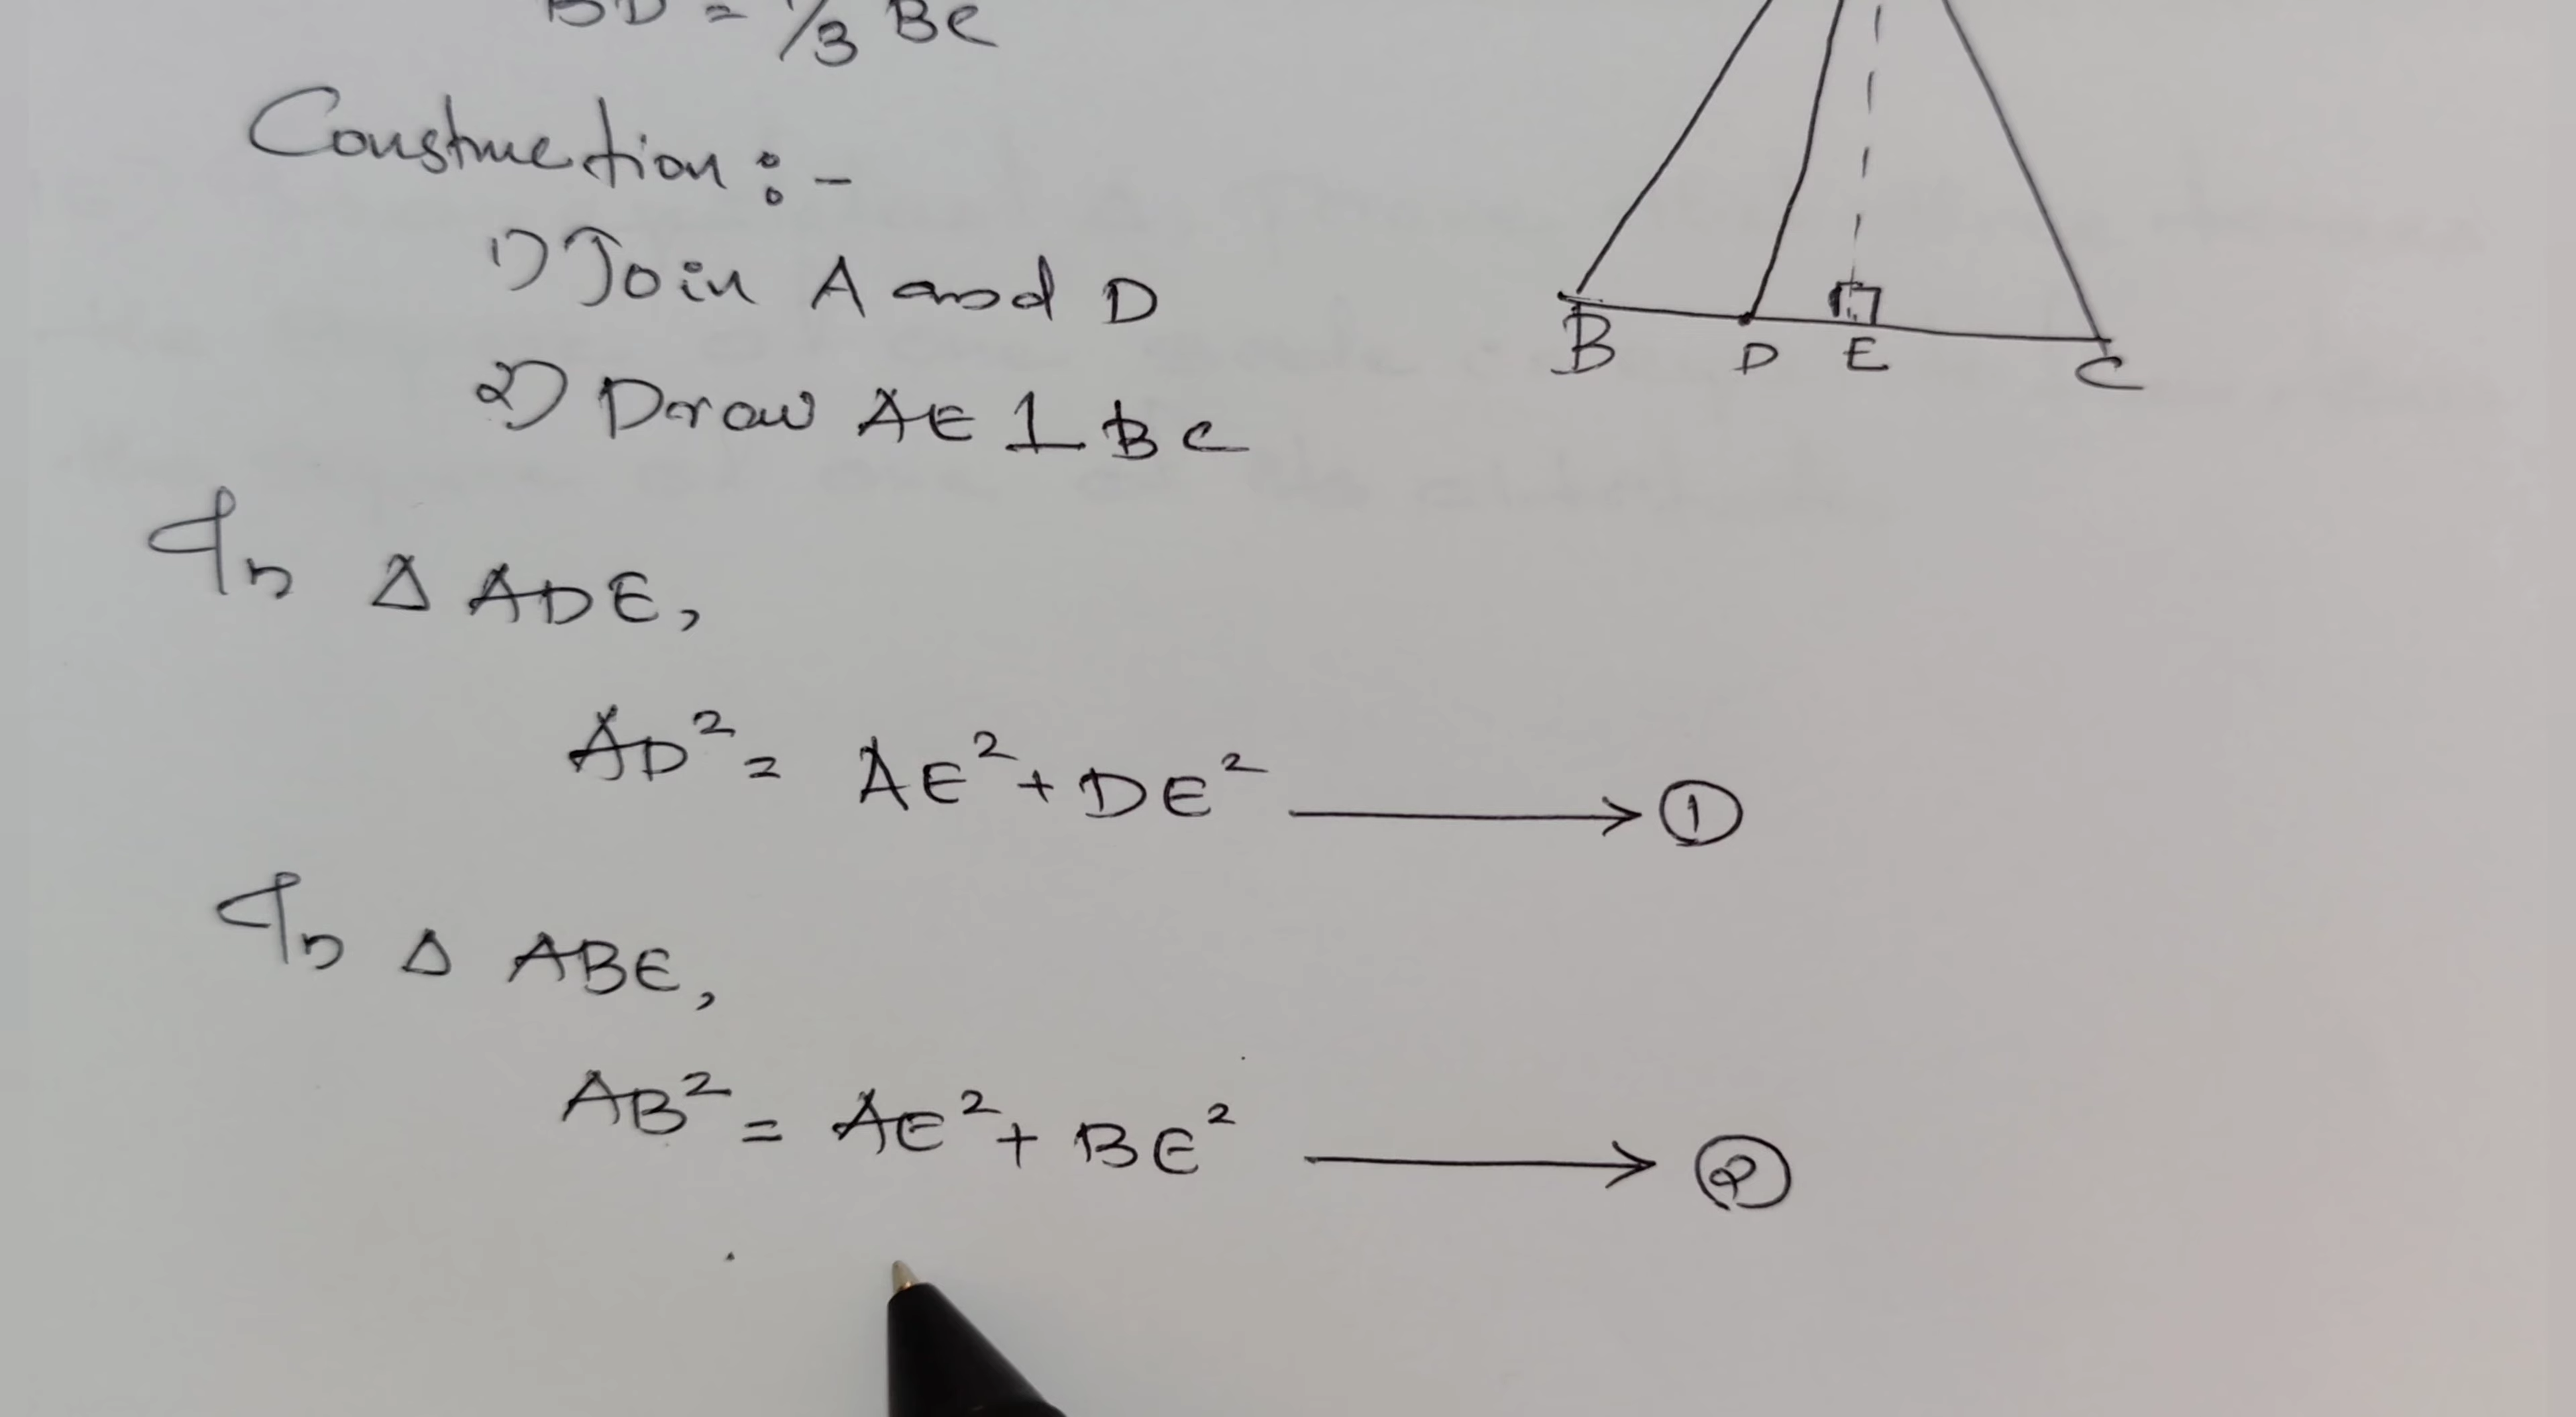 BD = 1/3 BC
Construction :-
1) Join A and D
2) Draw AE ⊥ BC
B D E C
In Δ ADE,
AD² = AE² + DE² ⟶ ①
In Δ ABE,
AB² = AE² + BE² ⟶ ②